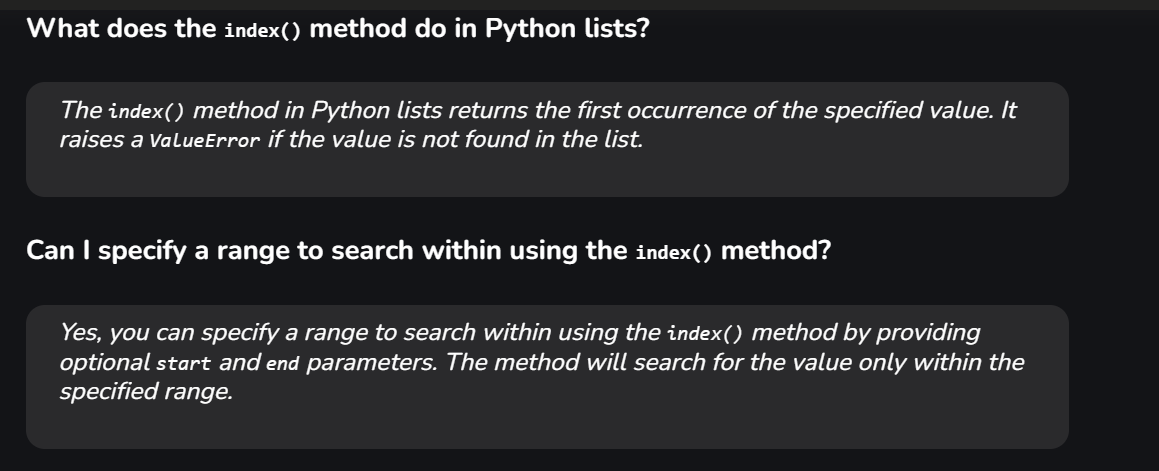 What does the index() method do in Python lists?
The index() method in Python lists returns the first occurrence of the specified value. It
raises a ValueError if the value is not found in the list.
Can I specify a range to search within using the index() method?
Yes, you can specify a range to search within using the index() method by providing
optional start and end parameters. The method will search for the value only within the
specified range.